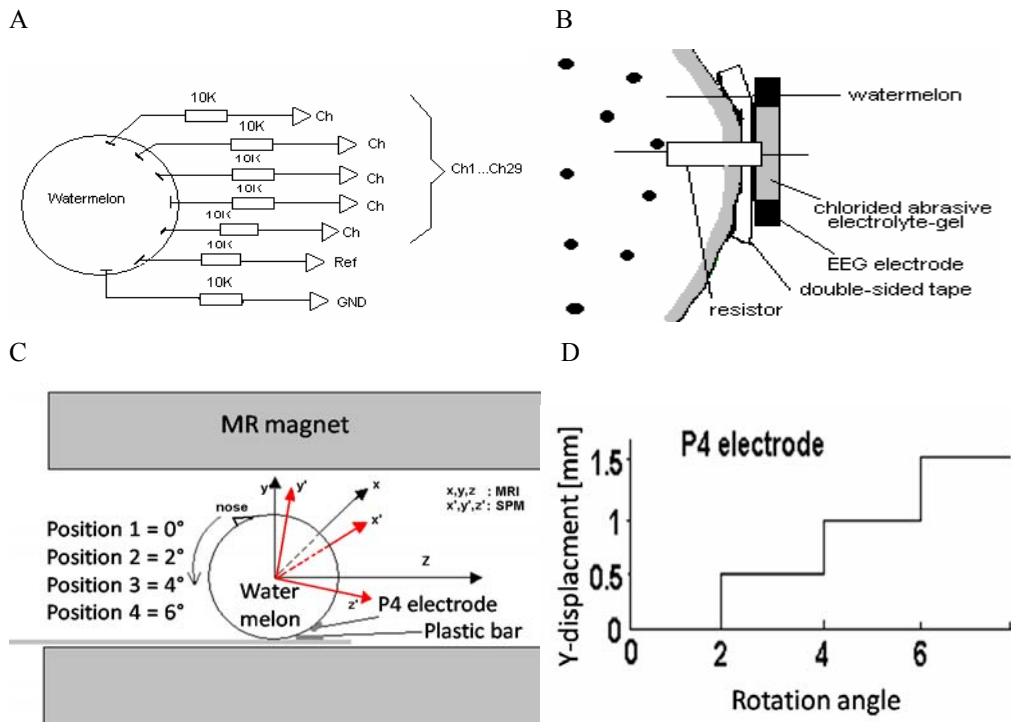 A
10K
Ch
10K
Ch
10K
Ch
10K
Ch
10K
Ch
10K
Ref
10K
GND
Watermelon
Ch1...Ch29
B
watermelon
chlorided abrasive
electrolyte-gel
EEG electrode
double-sided tape
resistor
C
MR magnet
nose
y
y'
x
x'
z
z'
x,y,z : MRI
x',y',z' : SPM
Position 1 = 0°
Position 2 = 2°
Position 3 = 4°
Position 4 = 6°
Water
melon
P4 electrode
Plastic bar
D
P4 electrode
Y-displacment [mm]
1.5
1
0.5
0
0
2
4
6
Rotation angle